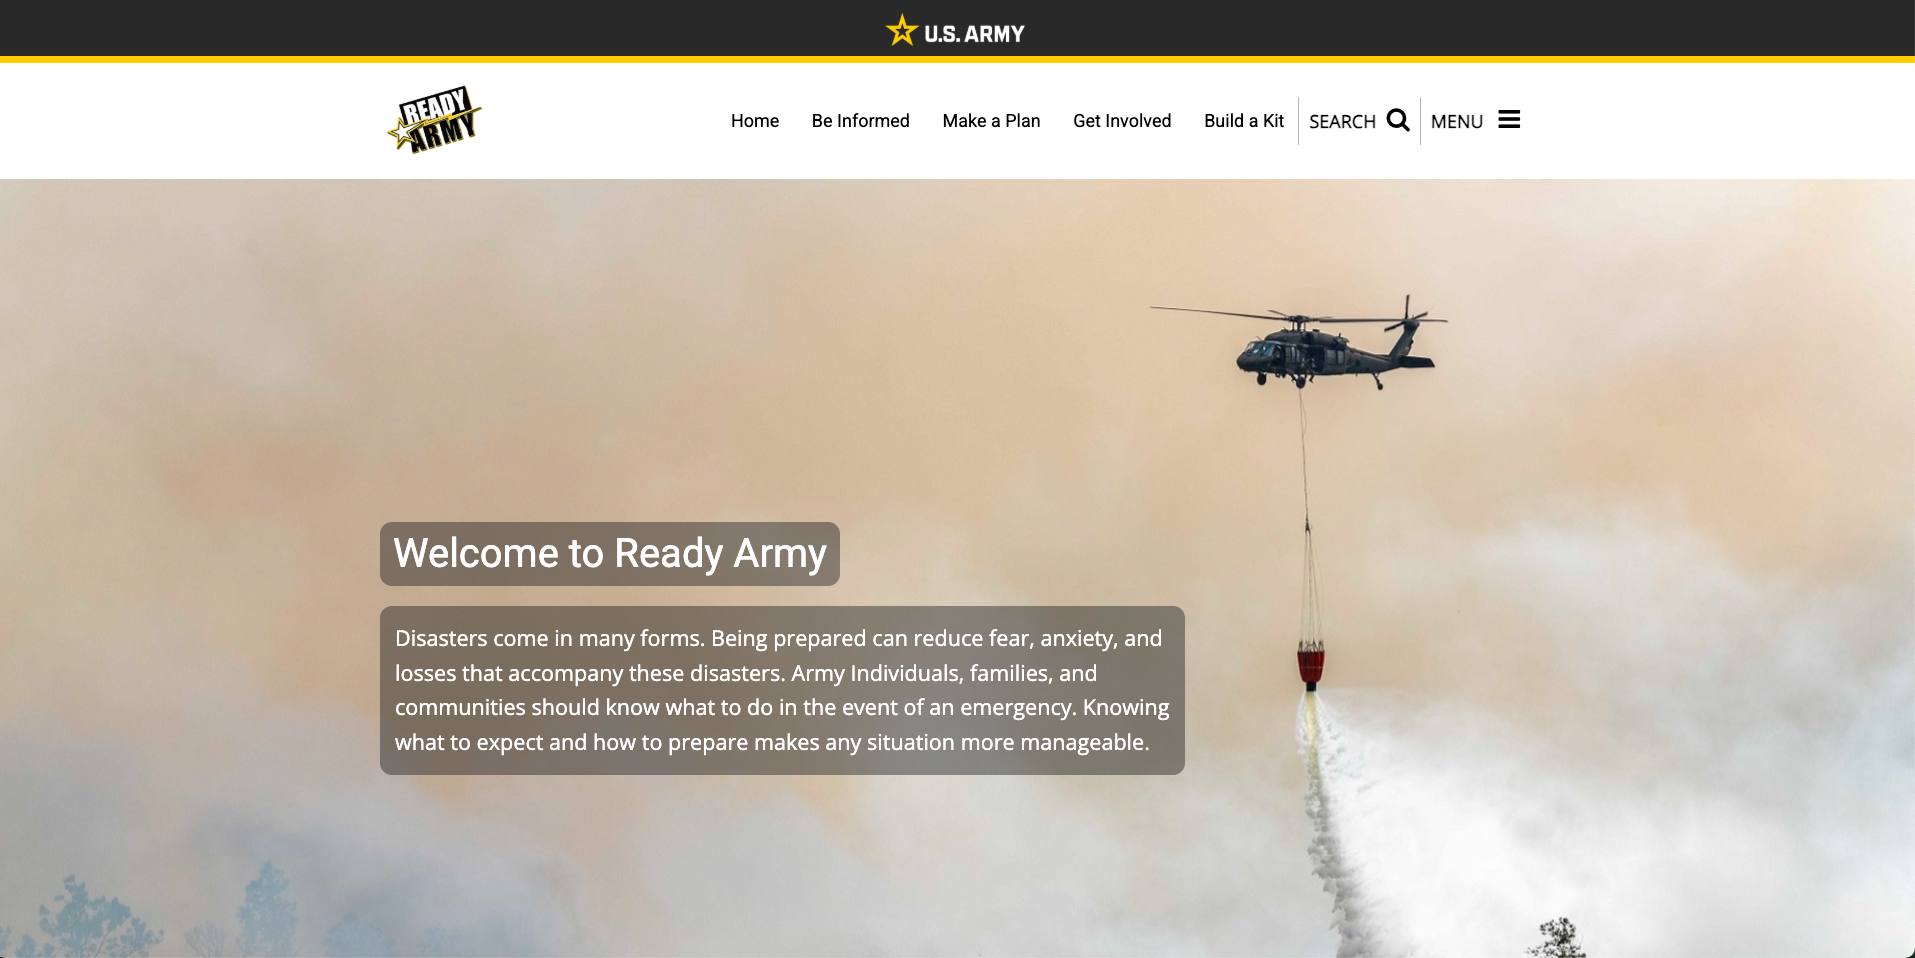 U.S. ARMY
READY
ARMY
Home Be Informed Make a Plan Get Involved Build a Kit SEARCH MENU
Welcome to Ready Army
Disasters come in many forms. Being prepared can reduce fear, anxiety, and
losses that accompany these disasters. Army Individuals, families, and
communities should know what to do in the event of an emergency. Knowing
what to expect and how to prepare makes any situation more manageable.